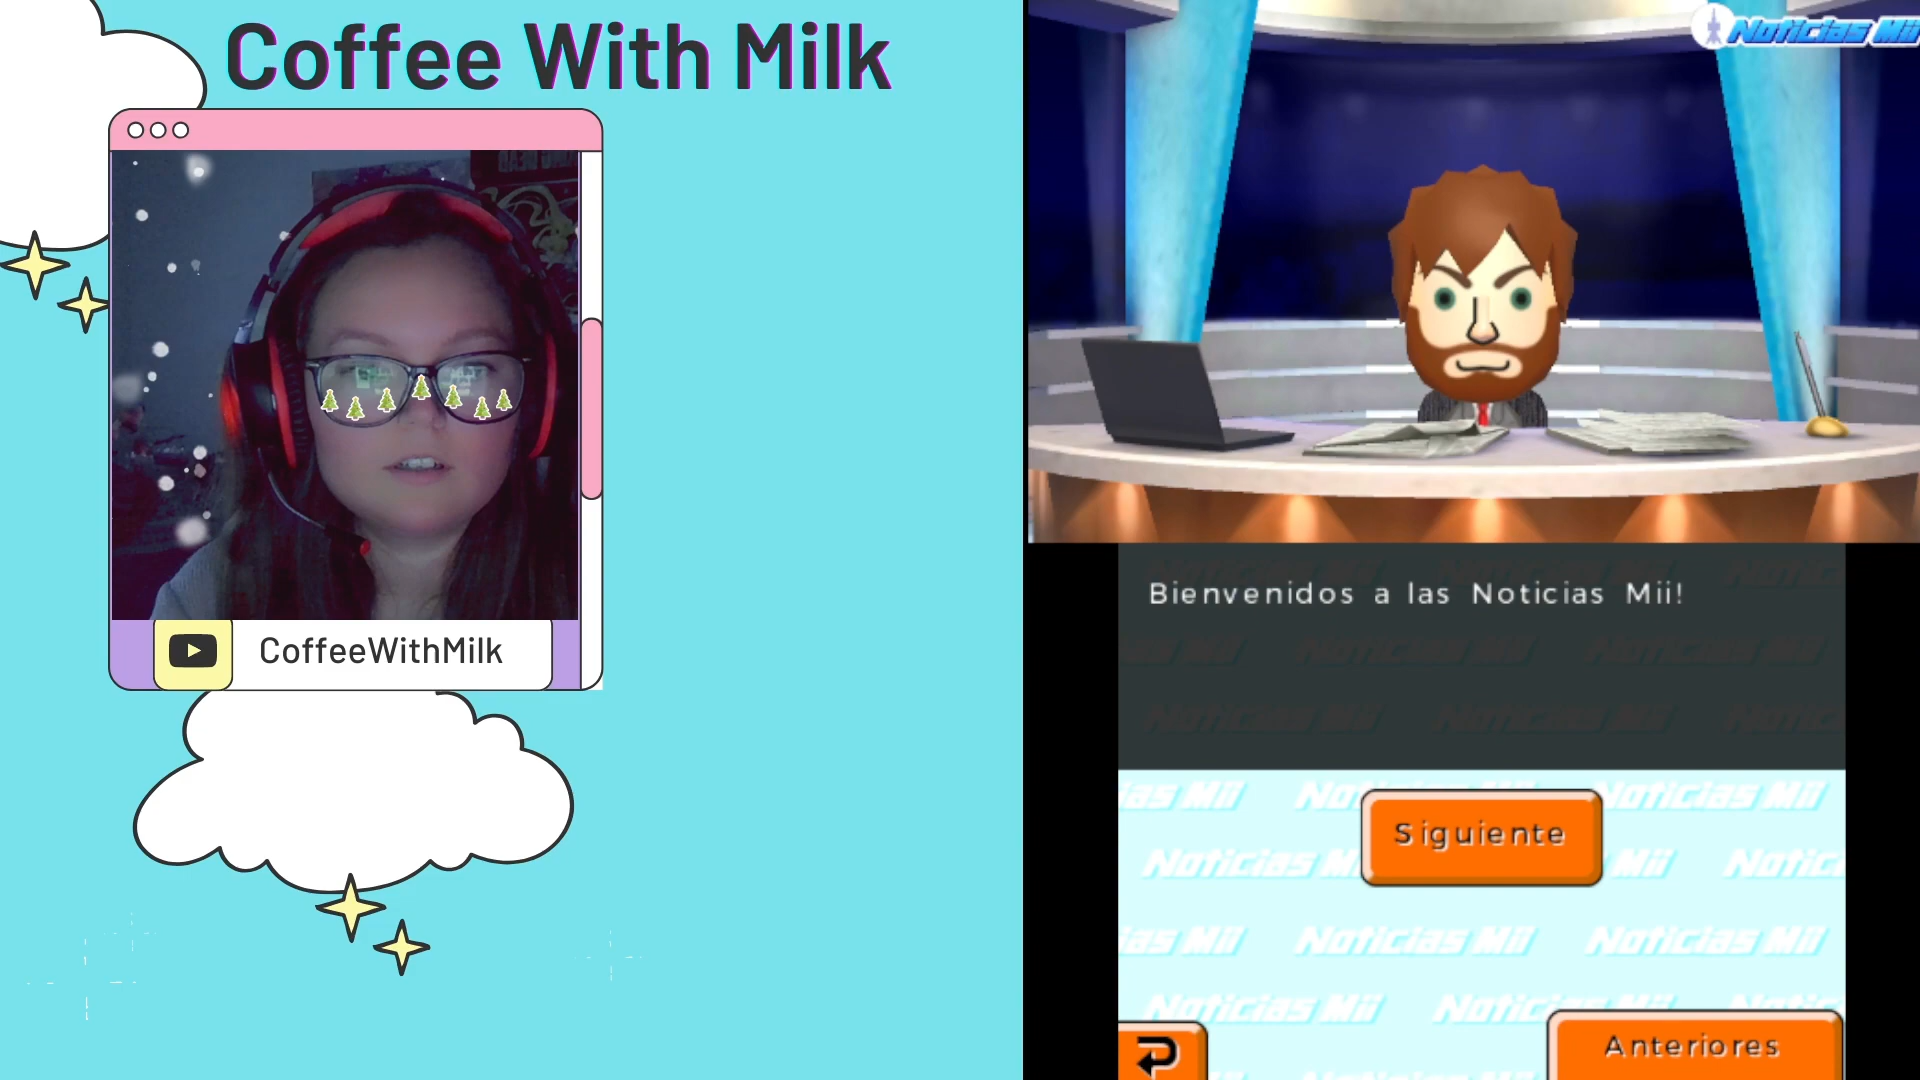 Coffee With Milk
CoffeeWithMilk
Noticias Mii
Bienvenidos a las Noticias Mii!
Siguiente
Anteriores